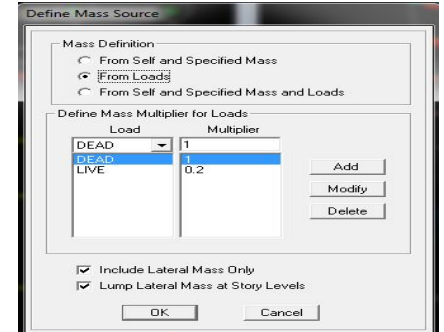 Define Mass Source
Mass Definition
From Self and Specified Mass
From Loads
From Self and Specified Mass and Loads
Define Mass Multiplier for Loads
Load Multiplier
DEAD 1
DEAD 1
LIVE 0.2
Add
Modify
Delete
Include Lateral Mass Only
Lump Lateral Mass at Story Levels
OK Cancel